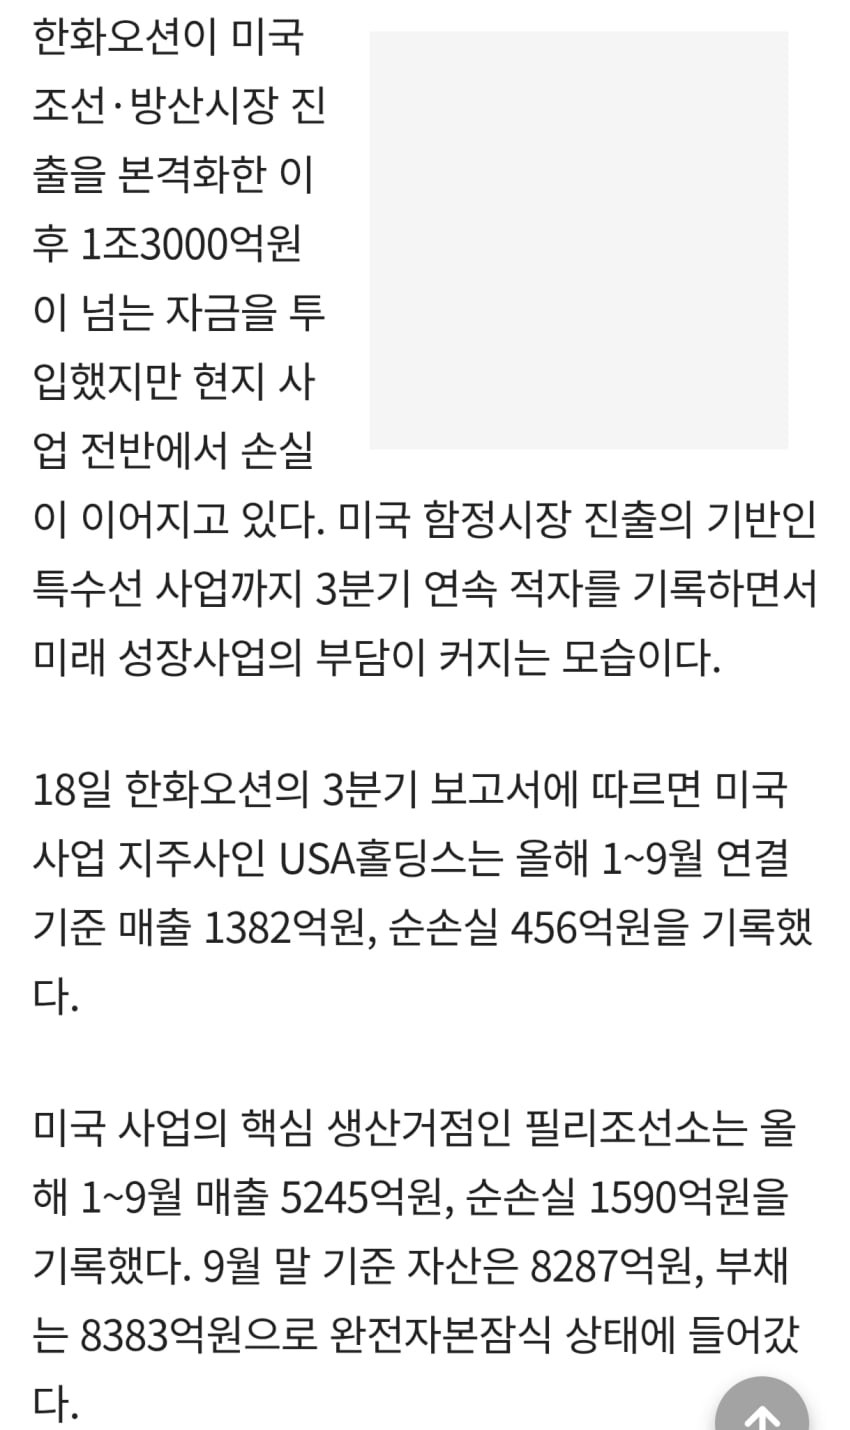 한화오션이 미국
조선·방산시장 진
출을 본격화한 이
후 1조3000억원
이 넘는 자금을 투
입했지만 현지 사
업 전반에서 손실
이 이어지고 있다. 미국 함정시장 진출의 기반인
특수선 사업까지 3분기 연속 적자를 기록하면서
미래 성장사업의 부담이 커지는 모습이다.
18일 한화오션의 3분기 보고서에 따르면 미국
사업 지주사인 USA홀딩스는 올해 1~9월 연결
기준 매출 1382억원, 순손실 456억원을 기록했
다.
미국 사업의 핵심 생산거점인 필리조선소는 올
해 1~9월 매출 5245억원, 순손실 1590억원을
기록했다. 9월 말 기준 자산은 8287억원, 부채
는 8383억원으로 완전자본잠식 상태에 들어갔
다.